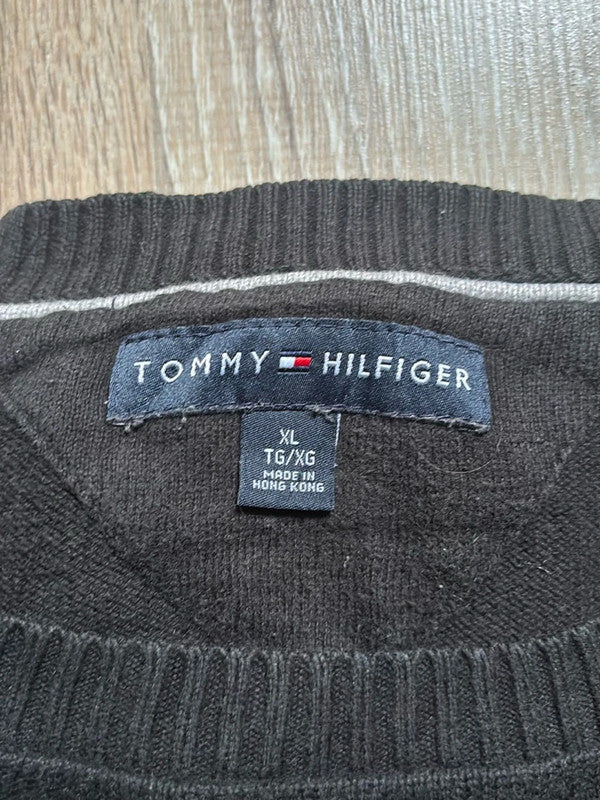 TOMMY HILFIGER
XL
TG/XG
MADE IN
HONG KONG